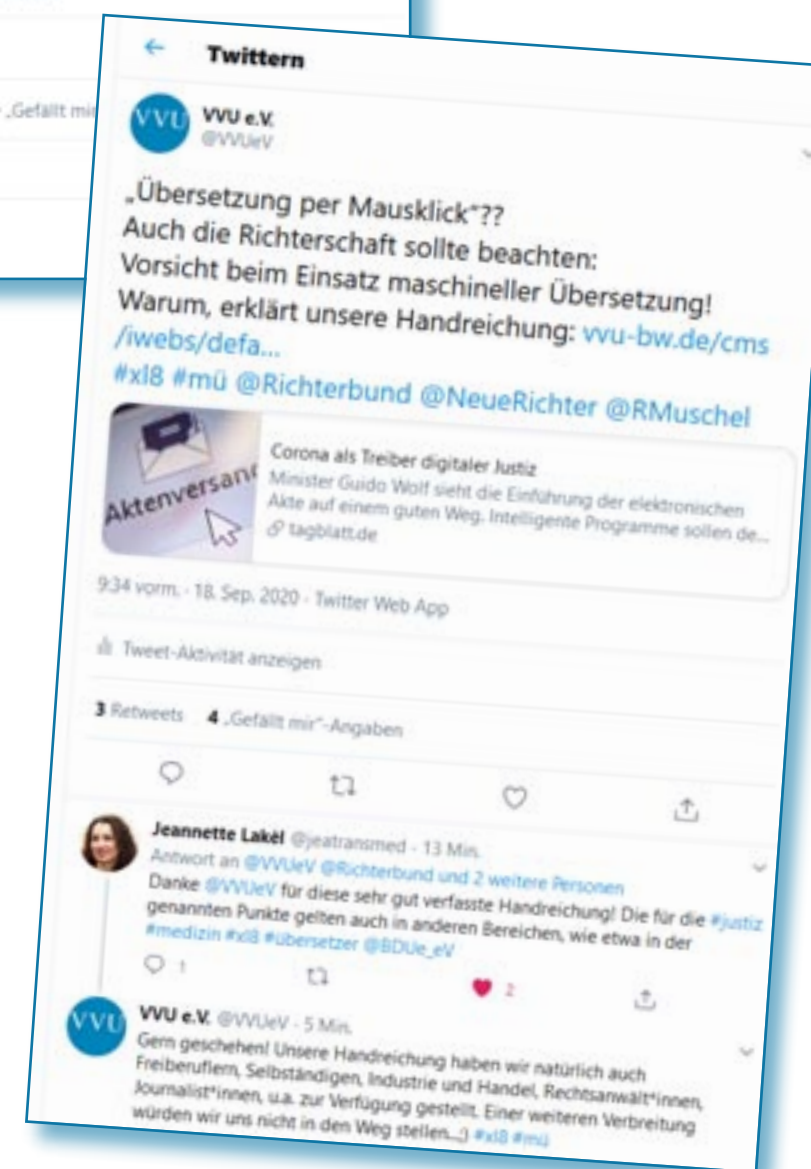 „Gefällt mir
Twittern
VVU
VVU e.V.
@VVUeV
„Übersetzung per Mausklick“??
Auch die Richterschaft sollte beachten:
Vorsicht beim Einsatz maschineller Übersetzung!
Warum, erklärt unsere Handreichung: vvu-bw.de/cms
/iwebs/defa...
#xl8 #mü @Richterbund @NeueRichter @RMuschel
Aktenversand
Corona als Treiber digitaler Justiz
Minister Guido Wolf sieht die Einführung der elektronischen
Akte auf einem guten Weg. Intelligente Programme sollen de...
tagblatt.de
9:34 vorm. · 18. Sep. 2020 · Twitter Web App
Tweet-Aktivität anzeigen
3 Retweets 4 „Gefällt mir“-Angaben
Jeannette Lakèl @jeatransmed · 13 Min.
Antwort an @VVUeV @Richterbund und 2 weitere Personen
Danke @VVUeV für diese sehr gut verfasste Handreichung! Die für die #justiz
genannten Punkte gelten auch in anderen Bereichen, wie etwa in der
#medizin #xl8 #übersetzer @BDUe_eV
1 2
VVU
VVU e.V. @VVUeV · 5 Min.
Gern geschehen! Unsere Handreichung haben wir natürlich auch
Freiberuflern, Selbständigen, Industrie und Handel, Rechtsanwält*innen,
Journalist*innen, u.a. zur Verfügung gestellt. Einer weiteren Verbreitung
würden wir uns nicht in den Weg stellen...;) #xl8 #mü